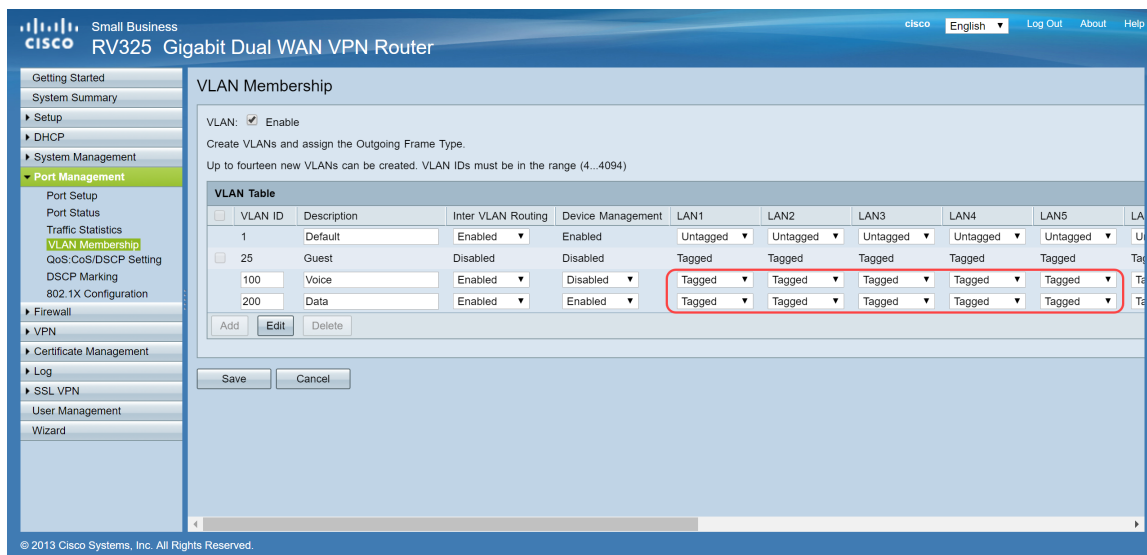 Small Business
cisco English Log Out About Help
CISCO RV325 Gigabit Dual WAN VPN Router
Getting Started
System Summary
Setup
DHCP
System Management
Port Management
Port Setup
Port Status
Traffic Statistics
VLAN Membership
QoS:CoS/DSCP Setting
DSCP Marking
802.1X Configuration
Firewall
VPN
Certificate Management
Log
SSL VPN
User Management
Wizard
VLAN Membership
VLAN: Enable
Create VLANs and assign the Outgoing Frame Type.
Up to fourteen new VLANs can be created. VLAN IDs must be in the range (4...4094)
VLAN Table
VLAN ID Description Inter VLAN Routing Device Management LAN1 LAN2 LAN3 LAN4 LAN5 LA
1 Default Enabled Enabled Untagged Untagged Untagged Untagged Untagged
25 Guest Disabled Disabled Tagged Tagged Tagged Tagged Tagged Tag
100 Voice Enabled Disabled Tagged Tagged Tagged Tagged Tagged Ta
200 Data Enabled Enabled Tagged Tagged Tagged Tagged Tagged Ta
Add Edit Delete
Save Cancel
© 2013 Cisco Systems, Inc. All Rights Reserved.